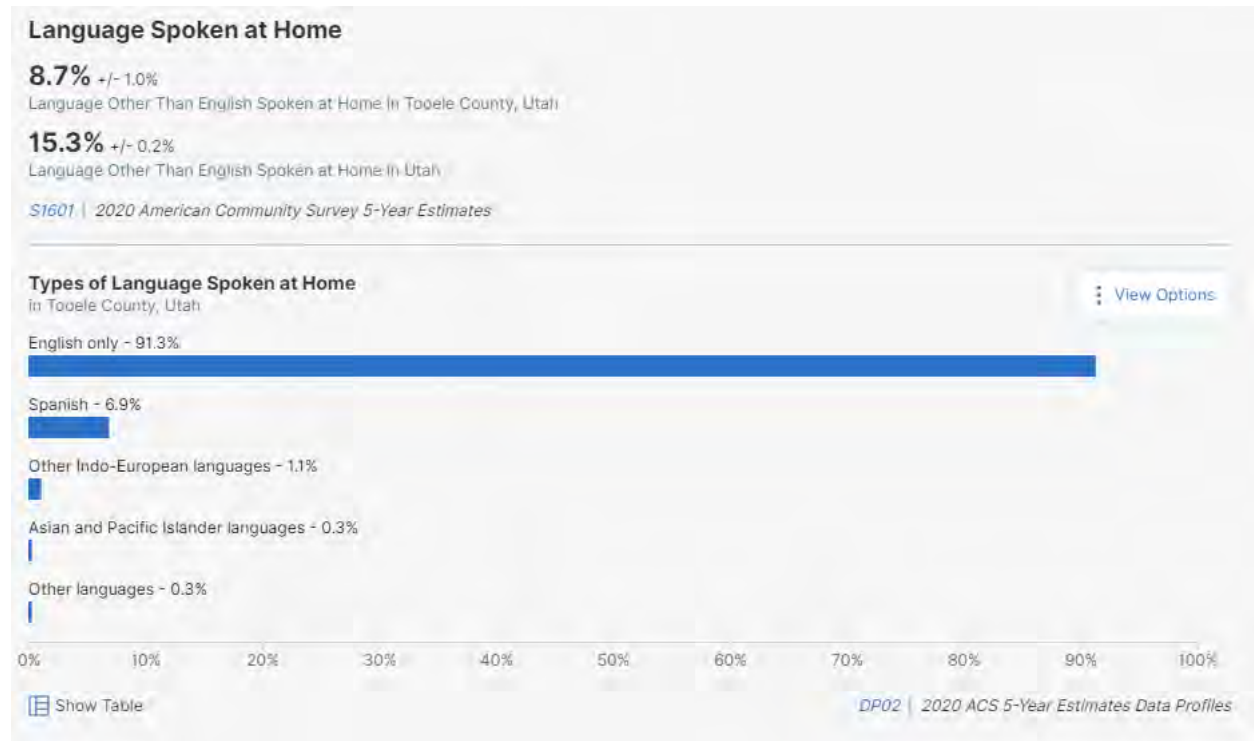 Language Spoken at Home
8.7% +/- 1.0%
Language Other Than English Spoken at Home in Tooele County, Utah
15.3% +/- 0.2%
Language Other Than English Spoken at Home in Utah
S1601 | 2020 American Community Survey 5-Year Estimates
Types of Language Spoken at Home
in Tooele County, Utah
View Options
English only - 91.3%
Spanish - 6.9%
Other Indo-European languages - 1.1%
Asian and Pacific Islander languages - 0.3%
Other languages - 0.3%
0% 10% 20% 30% 40% 50% 60% 70% 80% 90% 100%
Show Table
DP02 | 2020 ACS 5-Year Estimates Data Profiles